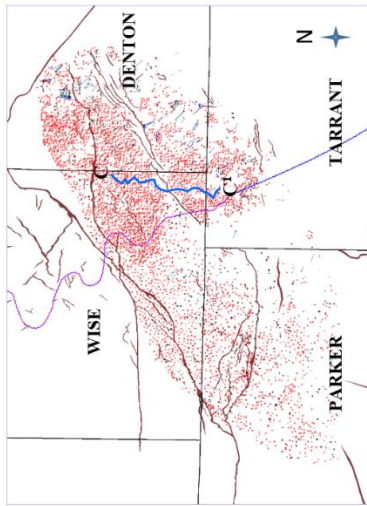 DENTON
N
C
C¹
TARRANT
WISE
PARKER